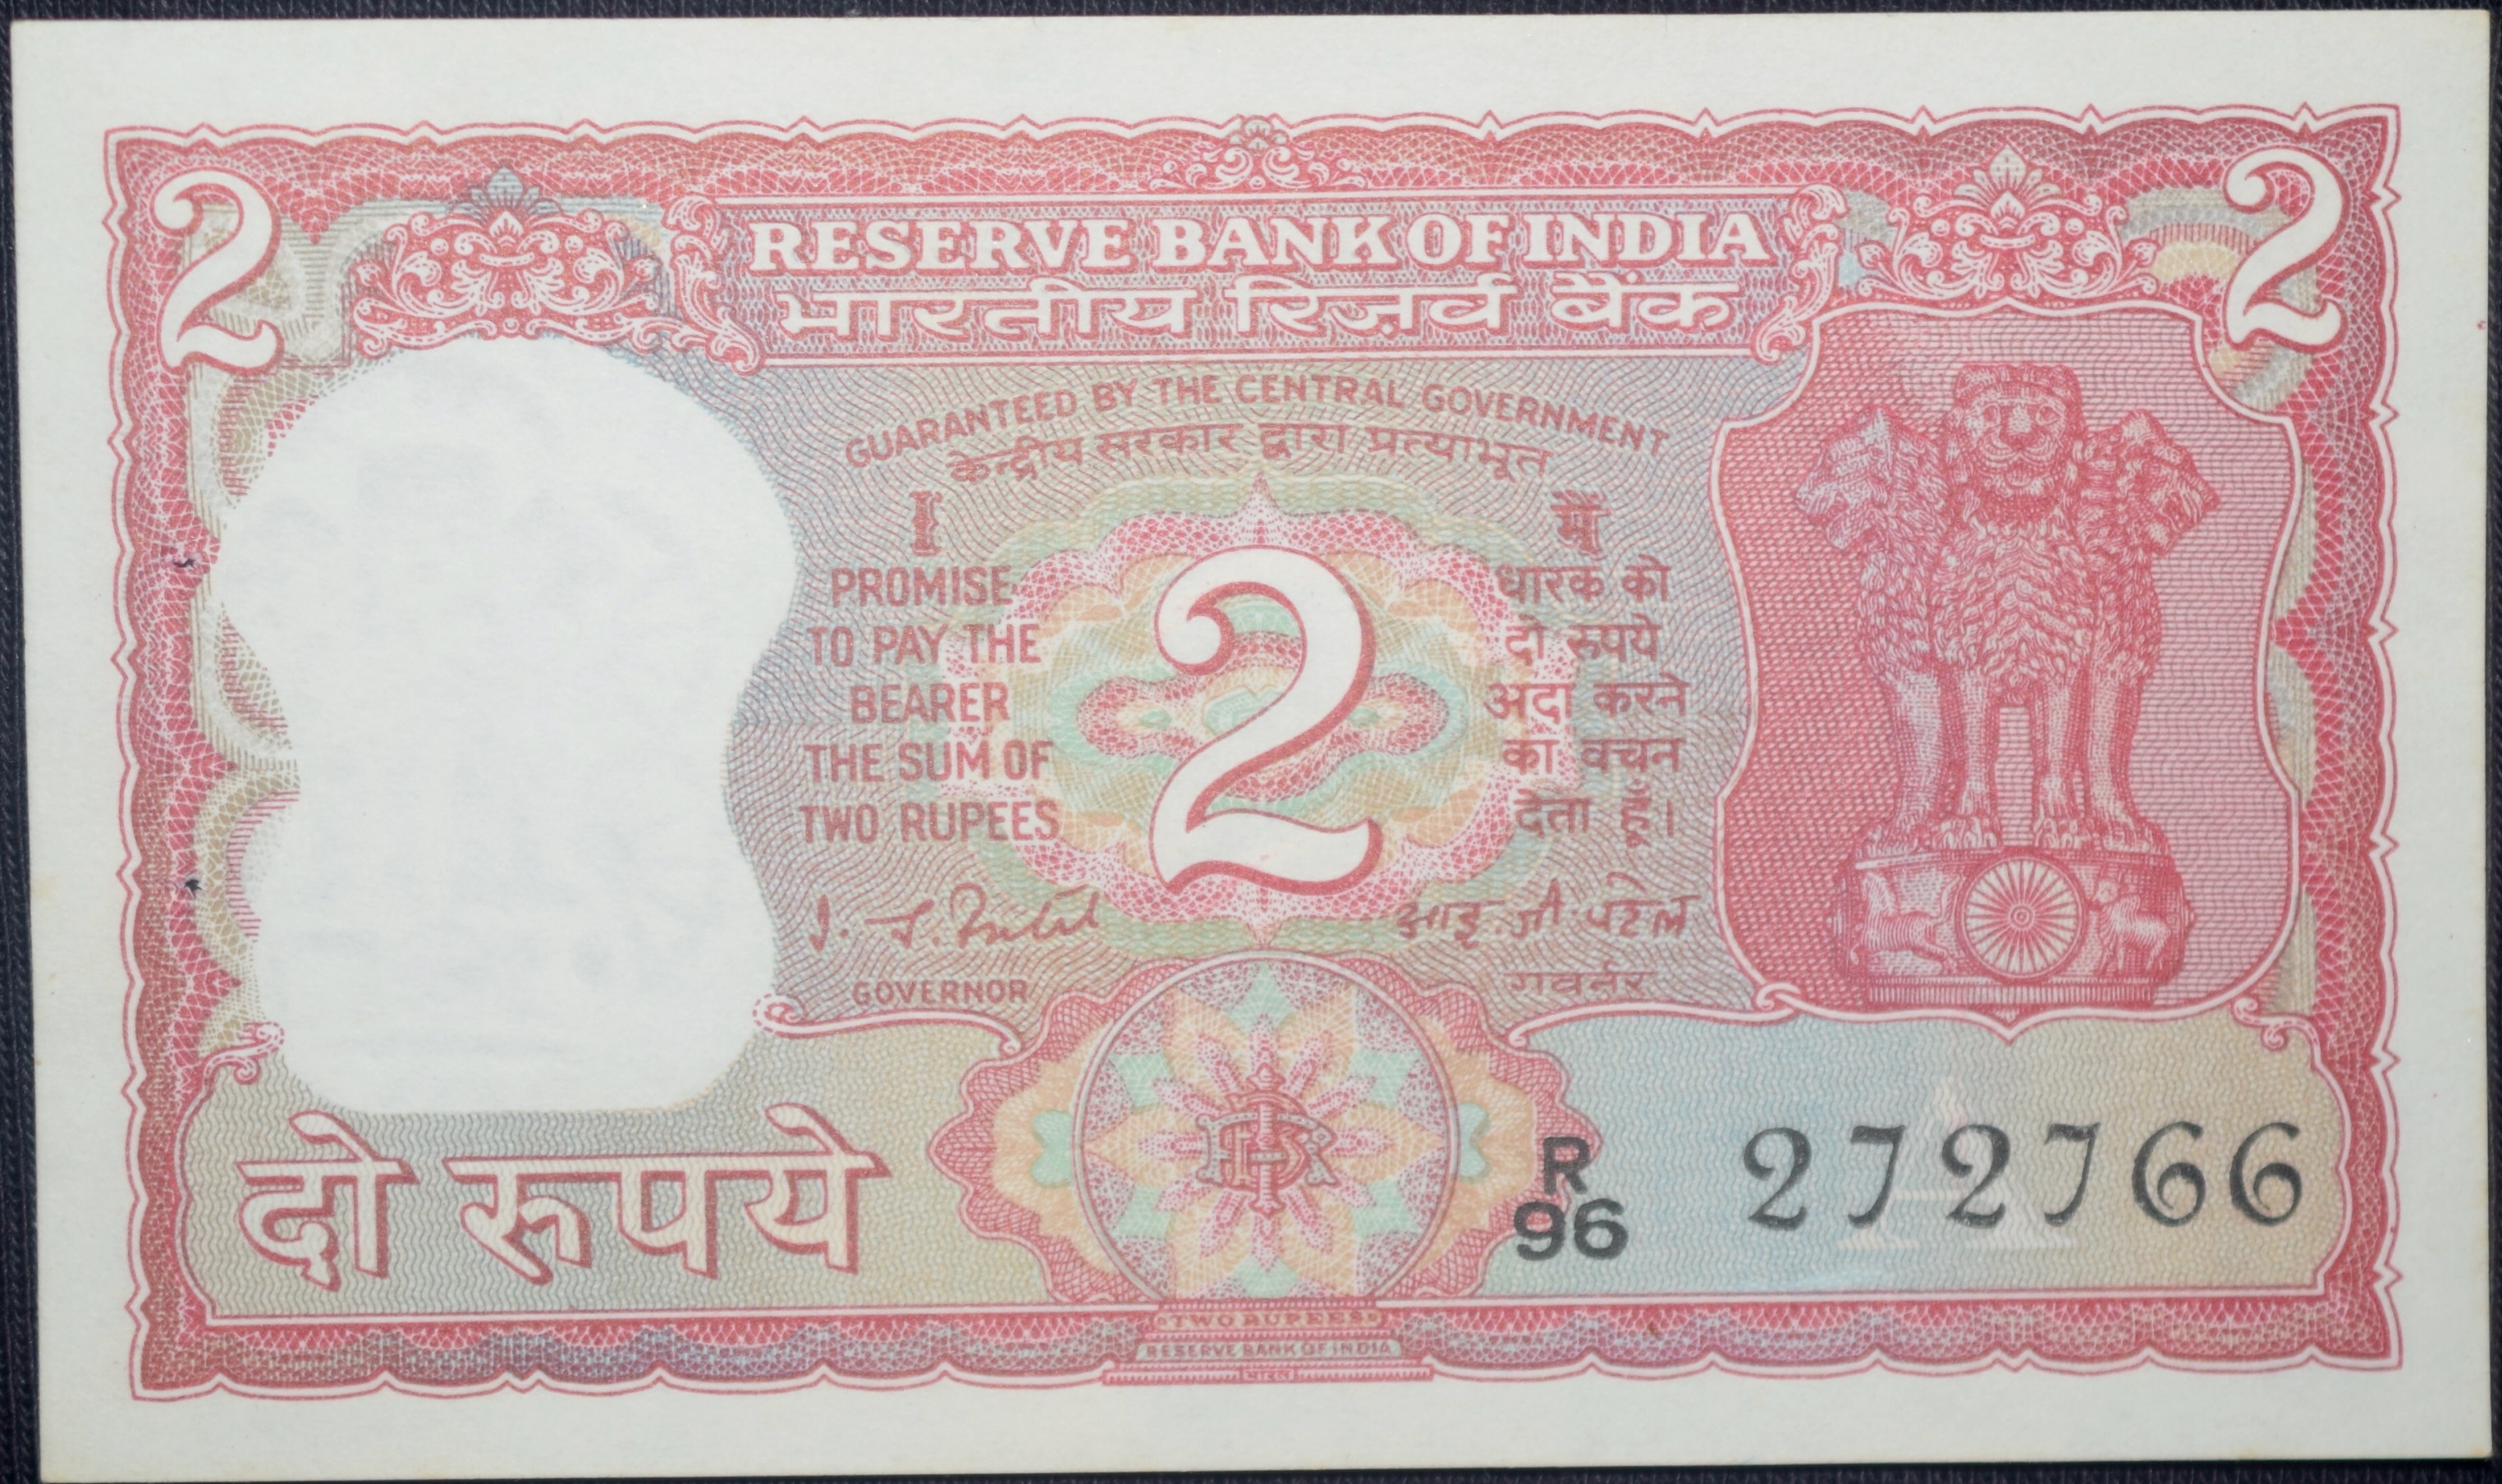 2 2
RESERVE BANK OF INDIA
भारतीय रिज़र्व बैंक
GUARANTEED BY THE CENTRAL GOVERNMENT
केन्द्रीय सरकार द्वारा प्रत्याभूत
I
PROMISE
TO PAY THE
BEARER
THE SUM OF
TWO RUPEES
2
मैं
धारक को
दो रुपये
अदा करने
का वचन
देता हूँ।
I. G. Patel
आइ. जी. पटेल
GOVERNOR
गवर्नर
दो रूपये
R
96
272766
A
TWO RUPEES
RESERVE BANK OF INDIA
भारत